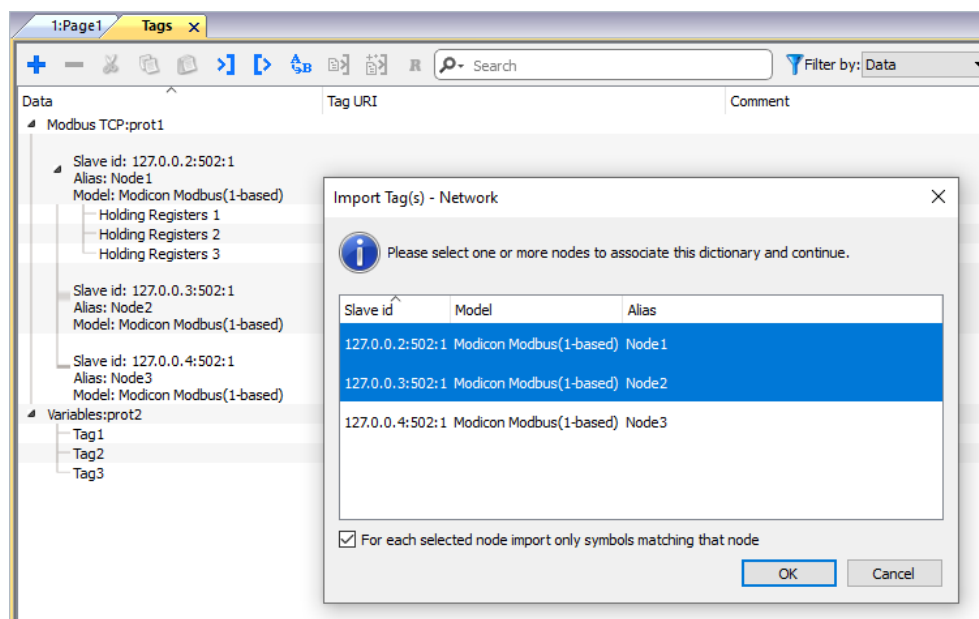 1:Page1 Tags
Search Filter by: Data
Data Tag URI Comment
Modbus TCP:prot1
Slave id: 127.0.0.2:502:1
Alias: Node1
Model: Modicon Modbus(1-based)
Holding Registers 1
Holding Registers 2
Holding Registers 3
Slave id: 127.0.0.3:502:1
Alias: Node2
Model: Modicon Modbus(1-based)
Slave id: 127.0.0.4:502:1
Alias: Node3
Model: Modicon Modbus(1-based)
Variables:prot2
Tag1
Tag2
Tag3
Import Tag(s) - Network
Please select one or more nodes to associate this dictionary and continue.
Slave id Model Alias
127.0.0.2:502:1 Modicon Modbus(1-based) Node1
127.0.0.3:502:1 Modicon Modbus(1-based) Node2
127.0.0.4:502:1 Modicon Modbus(1-based) Node3
For each selected node import only symbols matching that node
OK Cancel